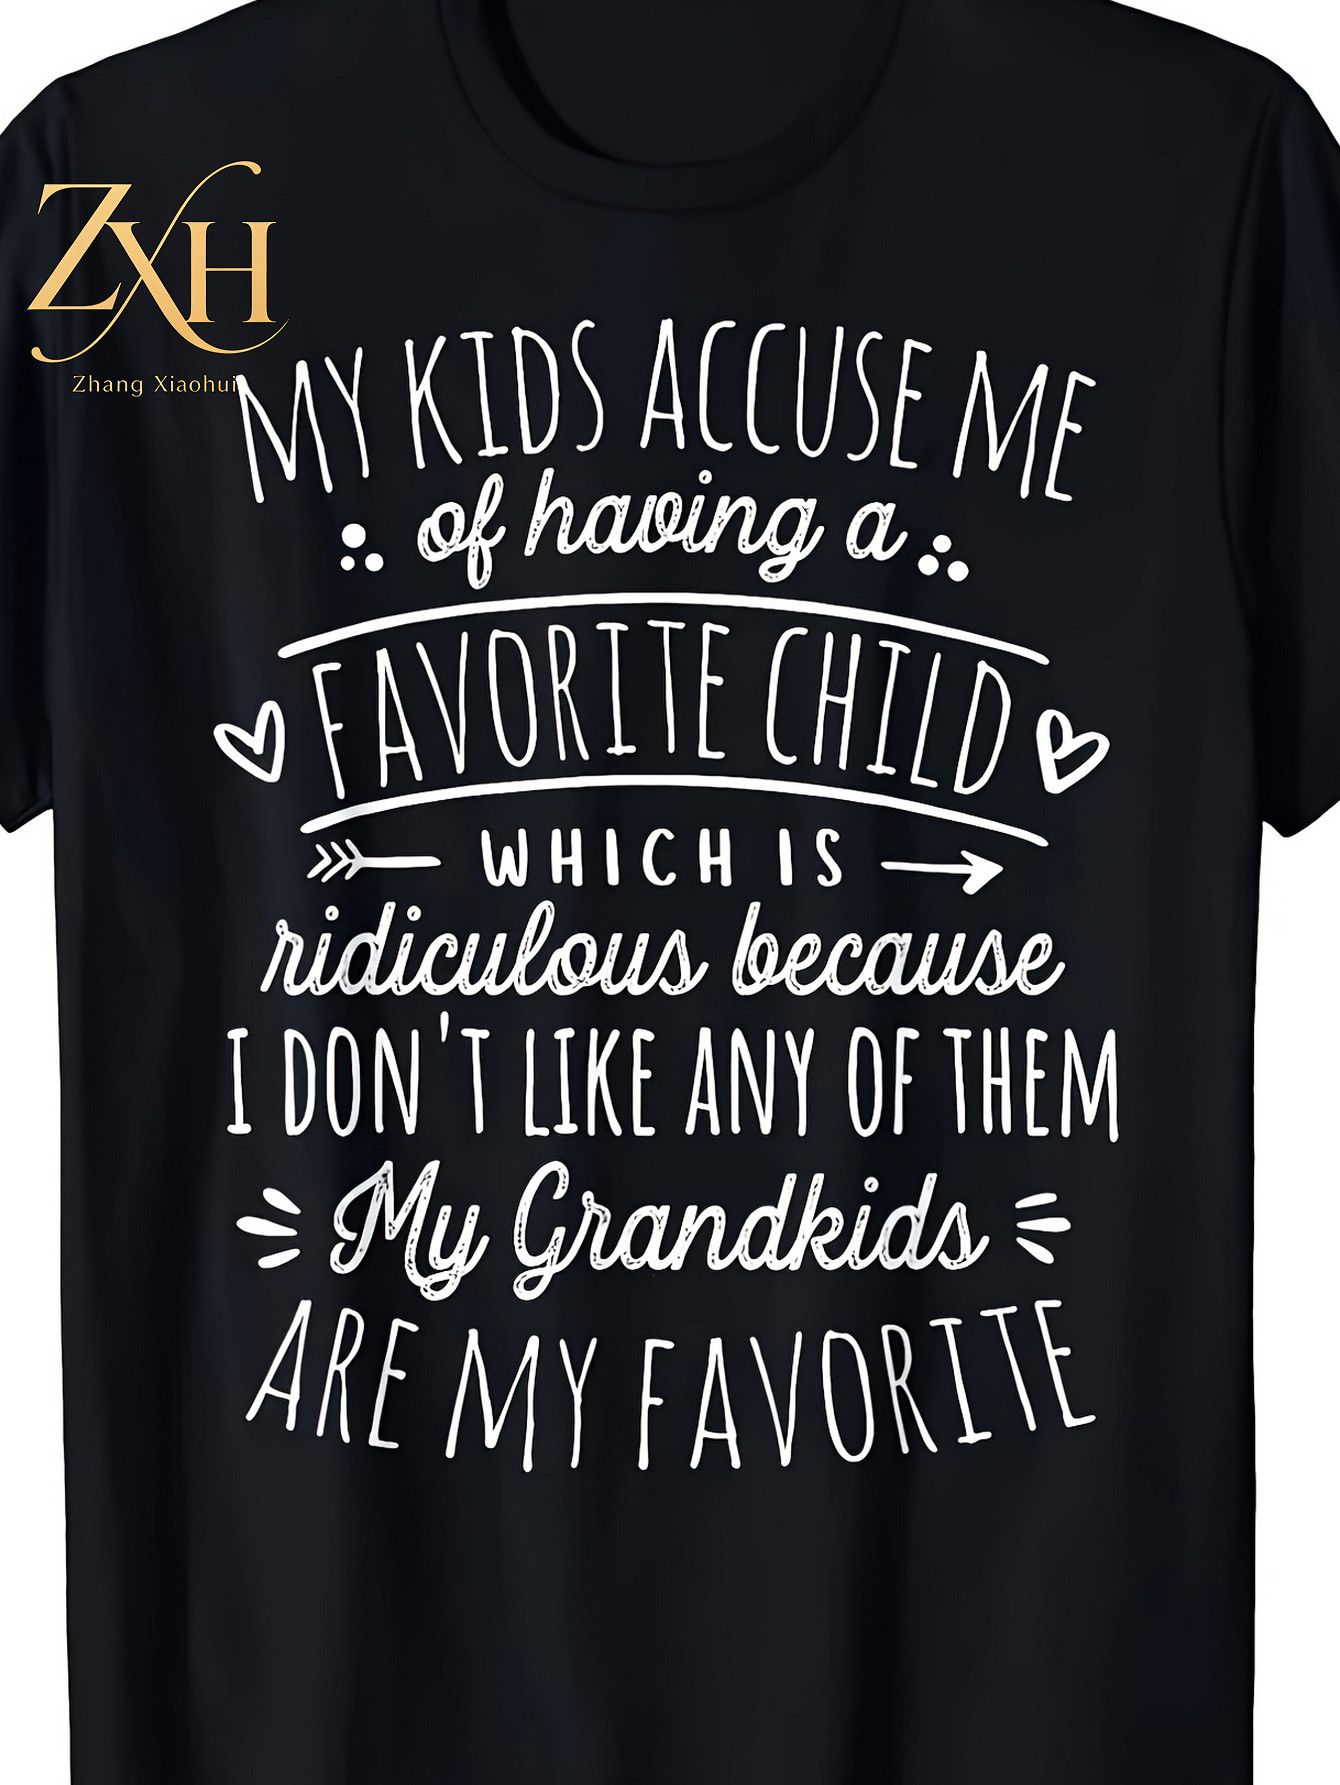 ZXH
Zhang Xiaohui
MY KIDS ACCUSE ME
of having a
FAVORITE CHILD
WHICH IS
ridiculous because
I DON'T LIKE ANY OF THEM
My Grandkids
ARE MY FAVORITE